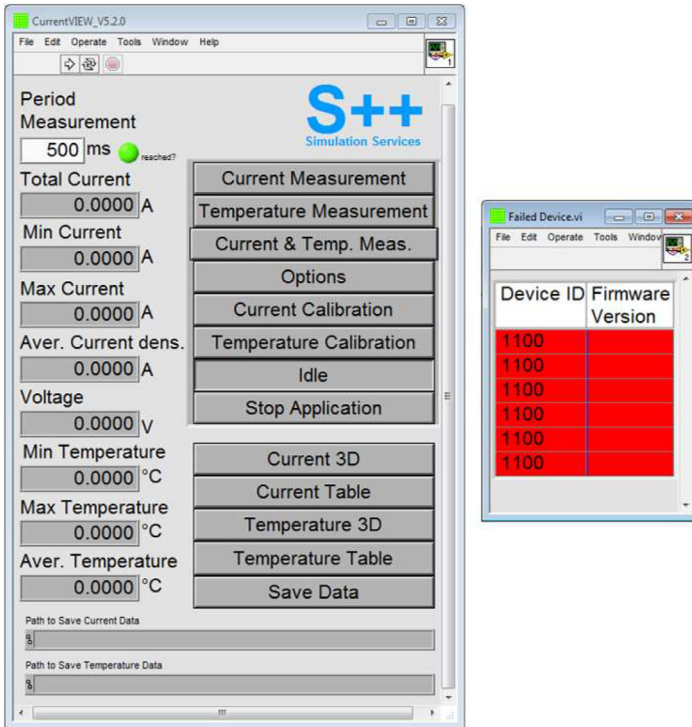 CurrentVIEW_V5.2.0
File Edit Operate Tools Window Help
1
Period
Measurement
500 ms
reached?
S++
Simulation Services
Total Current
0.0000 A
Min Current
0.0000 A
Max Current
0.0000 A
Aver. Current dens.
0.0000 A
Voltage
0.0000 V
Min Temperature
0.0000 °C
Max Temperature
0.0000 °C
Aver. Temperature
0.0000 °C
Current Measurement
Temperature Measurement
Current & Temp. Meas.
Options
Current Calibration
Temperature Calibration
Idle
Stop Application
Current 3D
Current Table
Temperature 3D
Temperature Table
Save Data
Path to Save Current Data
Path to Save Temperature Data
Failed Device.vi
File Edit Operate Tools Window
2
Device ID Firmware
Version
1100
1100
1100
1100
1100
1100